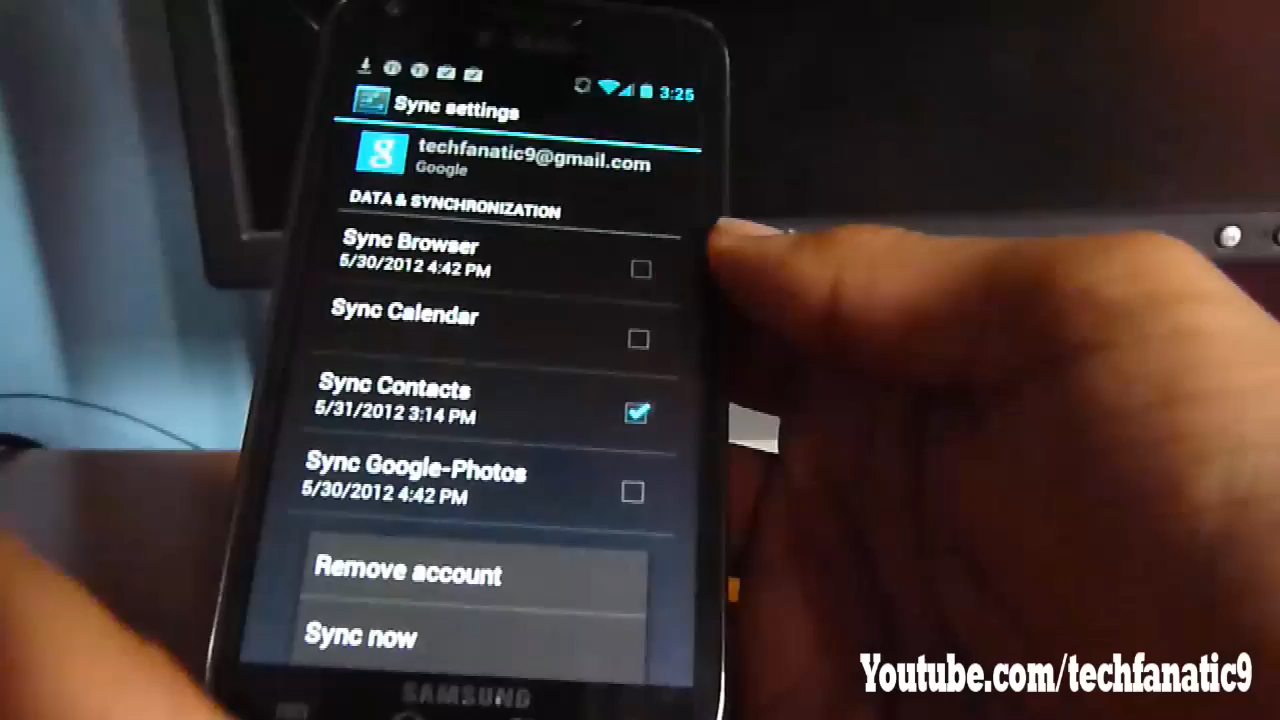 3:25
Sync settings
techfanatic9@gmail.com
Google
DATA & SYNCHRONIZATION
Sync Browser
5/30/2012 4:42 PM
Sync Calendar
Sync Contacts
5/31/2012 3:14 PM
Sync Google-Photos
5/30/2012 4:42 PM
Remove account
Sync now
SAMSUNG
Youtube.com/techfanatic9